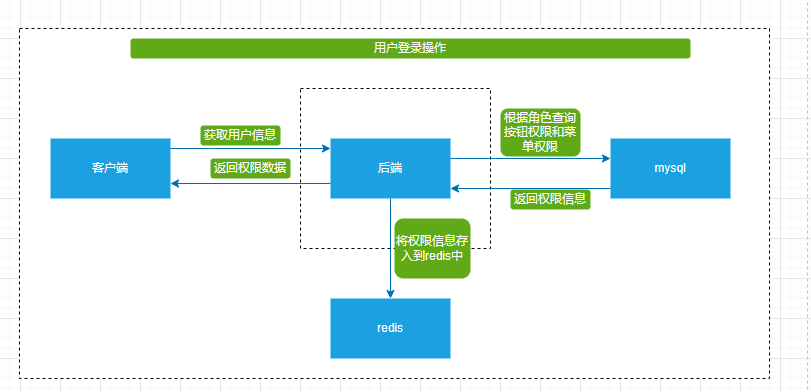 用户登录操作
获取用户信息
根据角色查询
按钮权限和菜
单权限
客户端
返回权限数据
后端
mysql
返回权限信息
将权限信息存
入到redis中
redis